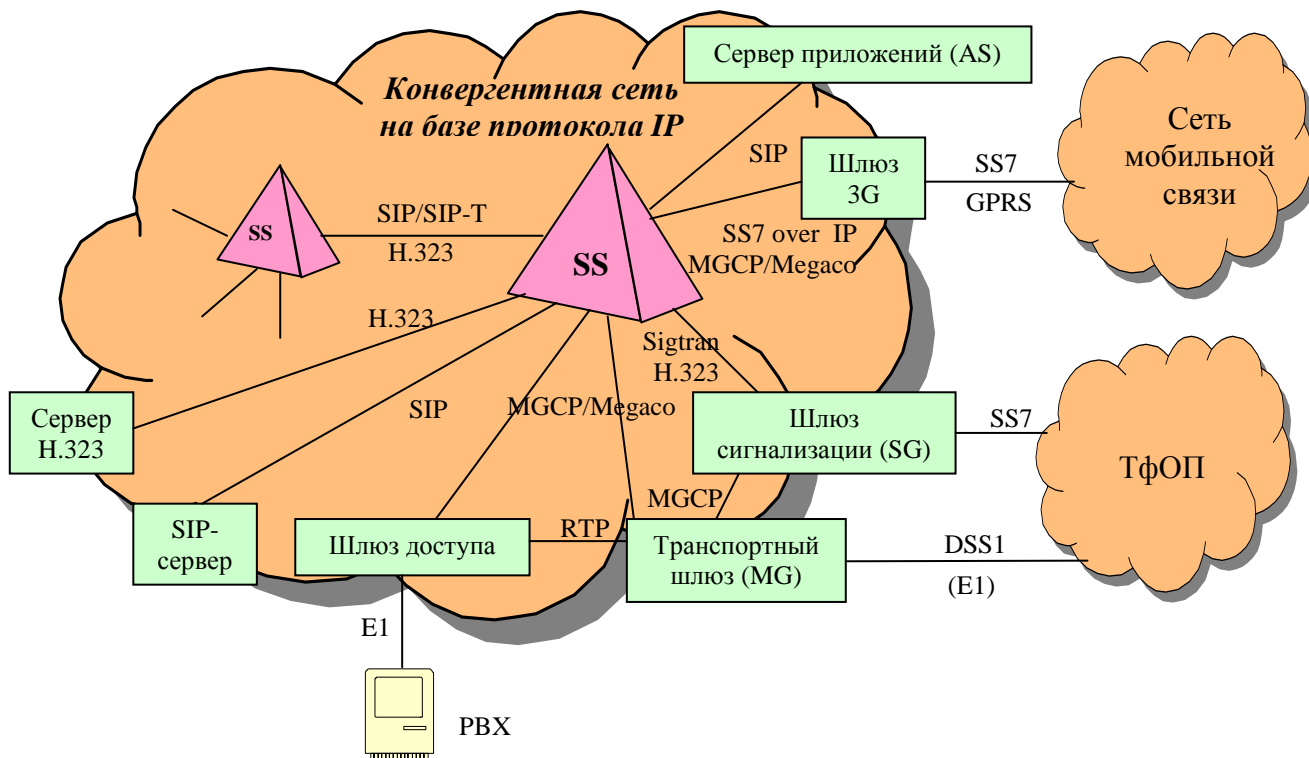 Сервер приложений (AS)
Конвергентная сеть
на базе протокола IP
SIP
Шлюз
3G
SS7
GPRS
Сеть
мобильной
связи
SS
SIP/SIP-T
H.323
SS
SS7 over IP
MGCP/Megaco
H.323
Sigtran
H.323
Сервер
H.323
SIP
MGCP/Megaco
Шлюз
сигнализации (SG)
SS7
ТфОП
MGCP
SIP-
сервер
Шлюз доступа
RTP
Транспортный
шлюз (MG)
DSS1
(E1)
E1
PBX